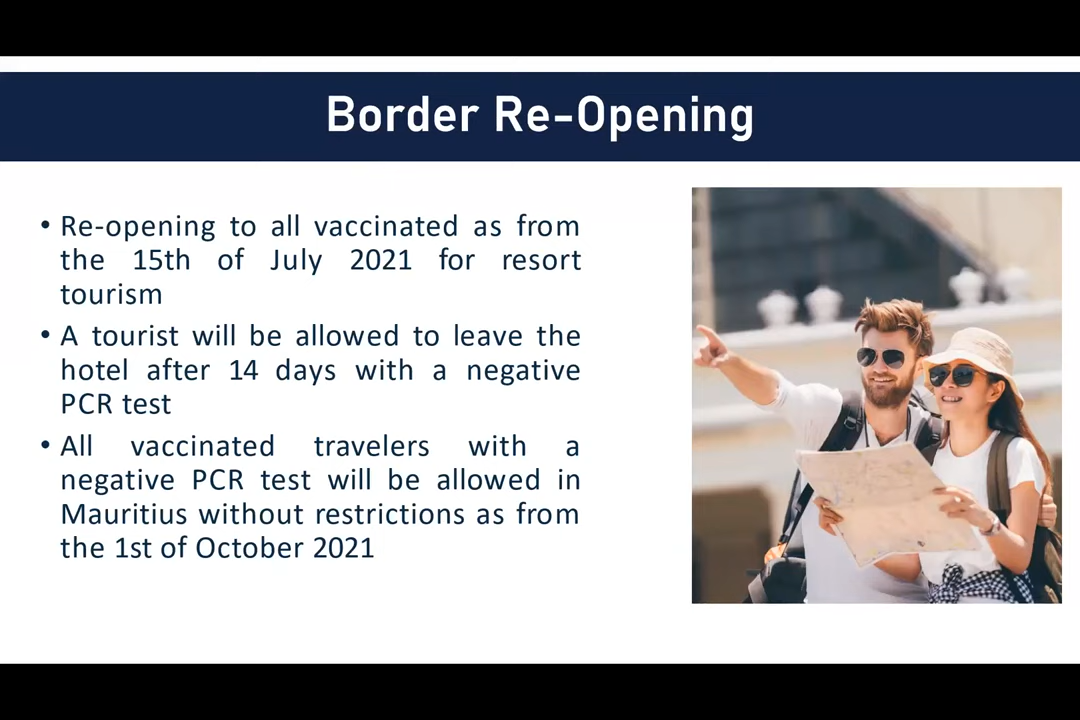 Border Re-Opening
• Re-opening to all vaccinated as from
the 15th of July 2021 for resort
tourism
• A tourist will be allowed to leave the
hotel after 14 days with a negative
PCR test
• All vaccinated travelers with a
negative PCR test will be allowed in
Mauritius without restrictions as from
the 1st of October 2021